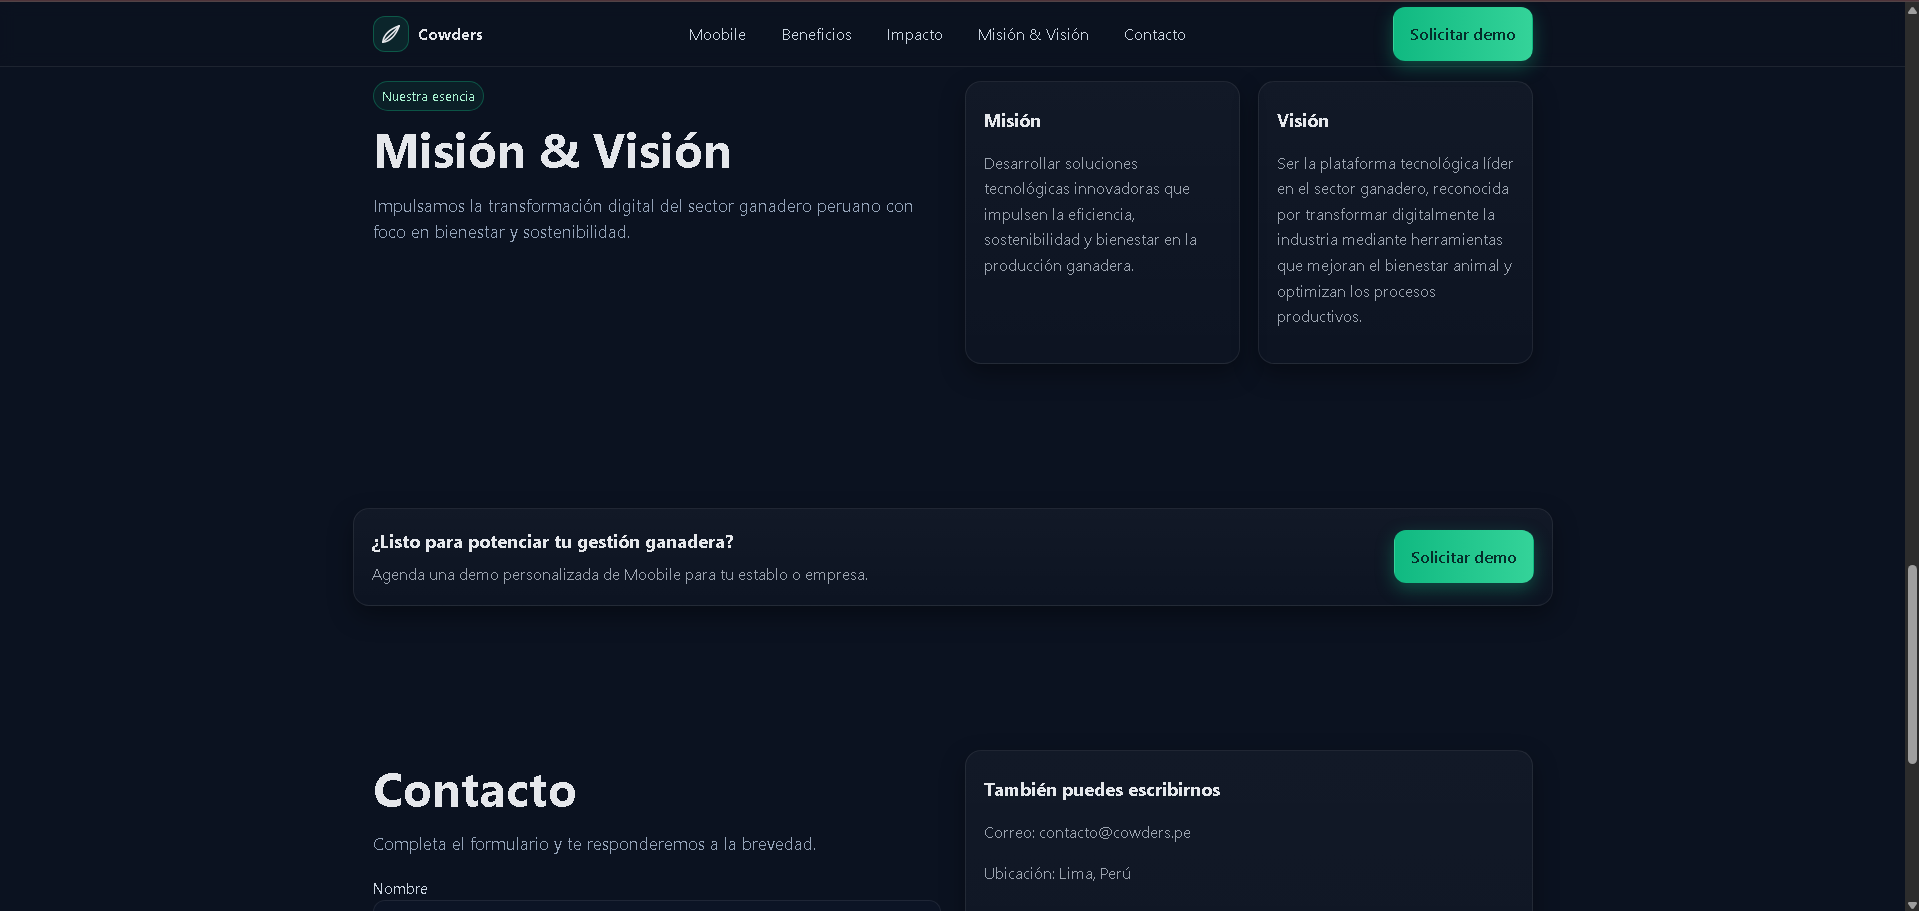 Cowders
Moobile
Beneficios
Impacto
Misión & Visión
Contacto
Solicitar demo
Nuestra esencia
Misión & Visión
Impulsamos la transformación digital del sector ganadero peruano con
foco en bienestar y sostenibilidad.
Misión
Desarrollar soluciones
tecnológicas innovadoras que
impulsen la eficiencia,
sostenibilidad y bienestar en la
producción ganadera.
Visión
Ser la plataforma tecnológica líder
en el sector ganadero, reconocida
por transformar digitalmente la
industria mediante herramientas
que mejoran el bienestar animal y
optimizan los procesos
productivos.
¿Listo para potenciar tu gestión ganadera?
Agenda una demo personalizada de Moobile para tu establo o empresa.
Solicitar demo
Contacto
Completa el formulario y te responderemos a la brevedad.
Nombre
También puedes escribirnos
Correo: contacto@cowders.pe
Ubicación: Lima, Perú